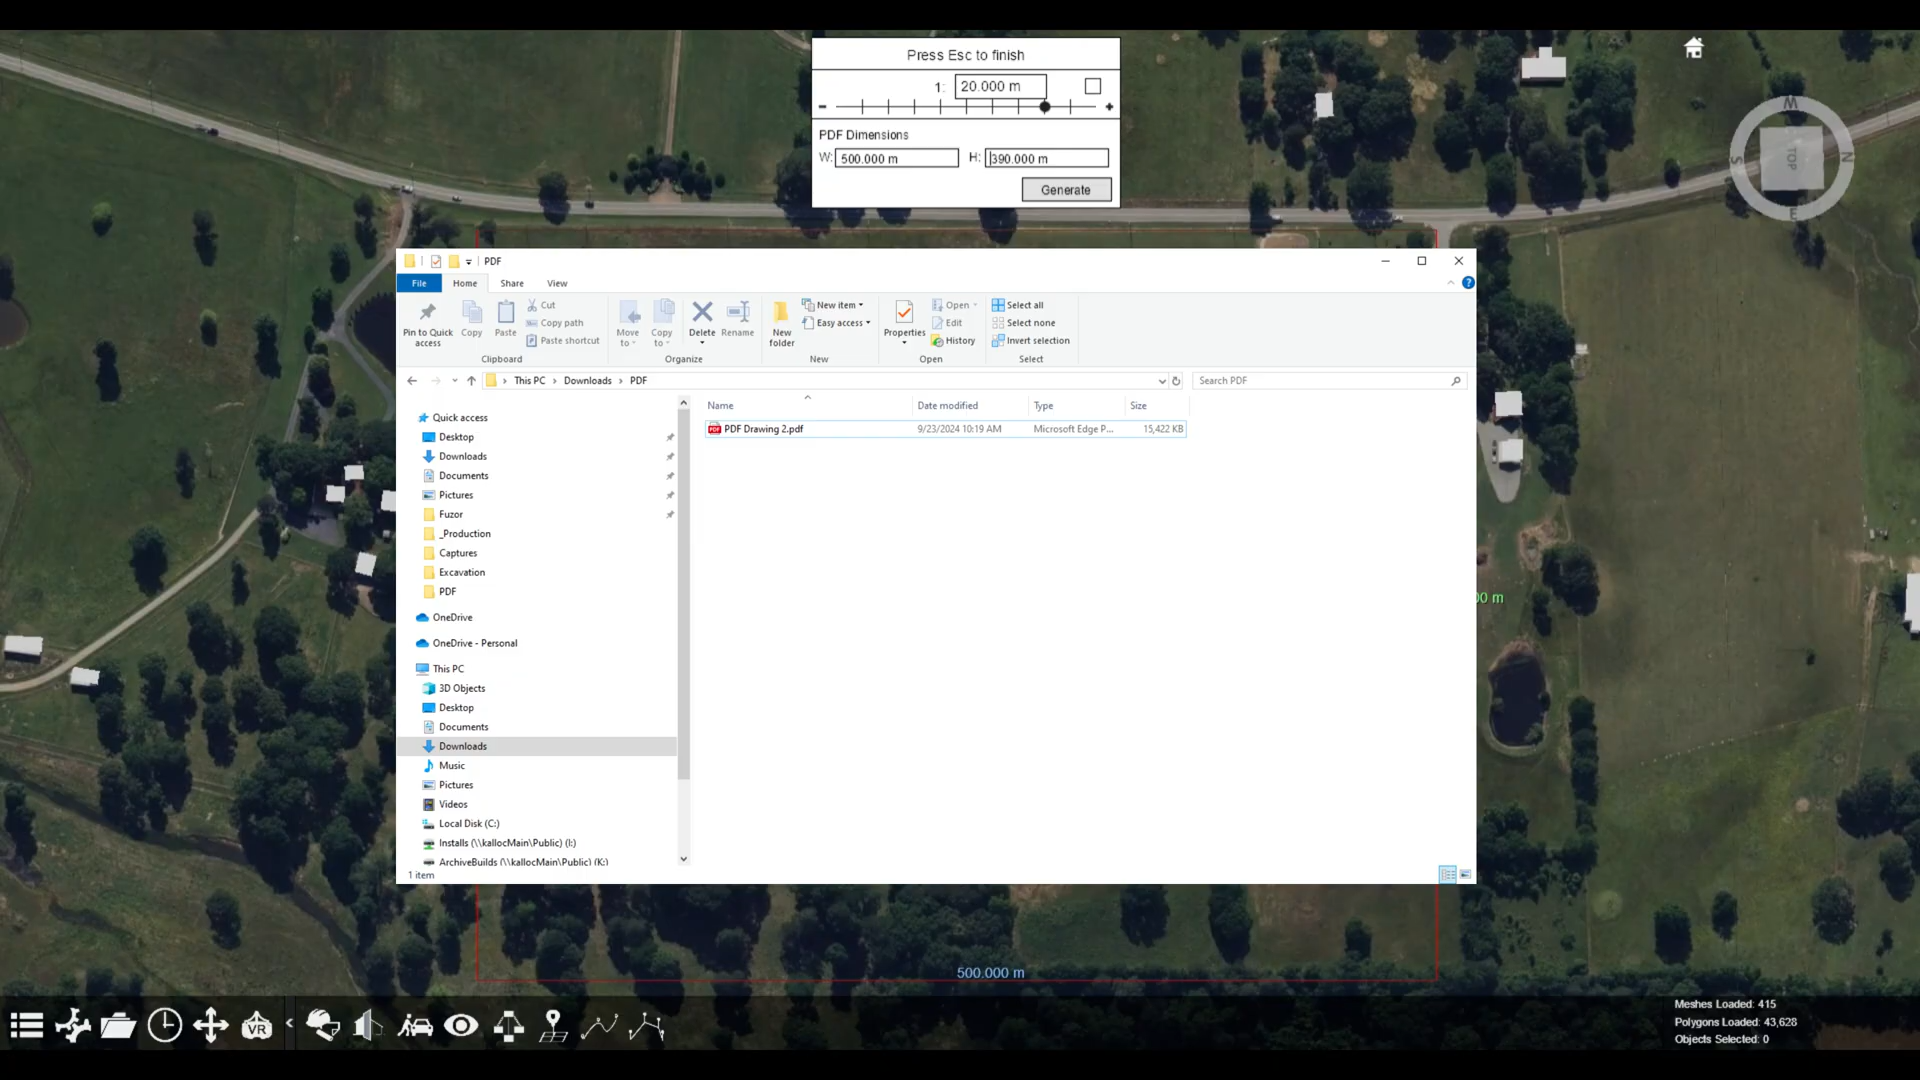 Press Esc to finish
1: 20.000 m
- +
PDF Dimensions
W: 500.000 m H: 390.000 m
Generate
W
S TOP N
E
PDF
File Home Share View
Pin to Quick access
Copy
Paste
Cut
Copy path
Paste shortcut
Clipboard
Move to
Copy to
Delete
Rename
Organize
New folder
New item
Easy access
New
Properties
Open
Edit
History
Open
Select all
Select none
Invert selection
Select
This PC > Downloads > PDF
Search PDF
Name Date modified Type Size
PDF Drawing 2.pdf 9/23/2024 10:19 AM Microsoft Edge P... 15,422 KB
Quick access
Desktop
Downloads
Documents
Pictures
Fuzor
_Production
Captures
Excavation
PDF
OneDrive
OneDrive - Personal
This PC
3D Objects
Desktop
Documents
Downloads
Music
Pictures
Videos
Local Disk (C:)
Installs (\\kallocMain\Public) (I:)
ArchiveBuilds (\\kallocMain\Public) (K:)
1 item
00 m
500.000 m
VR
Meshes Loaded: 415
Polygons Loaded: 43,628
Objects Selected: 0